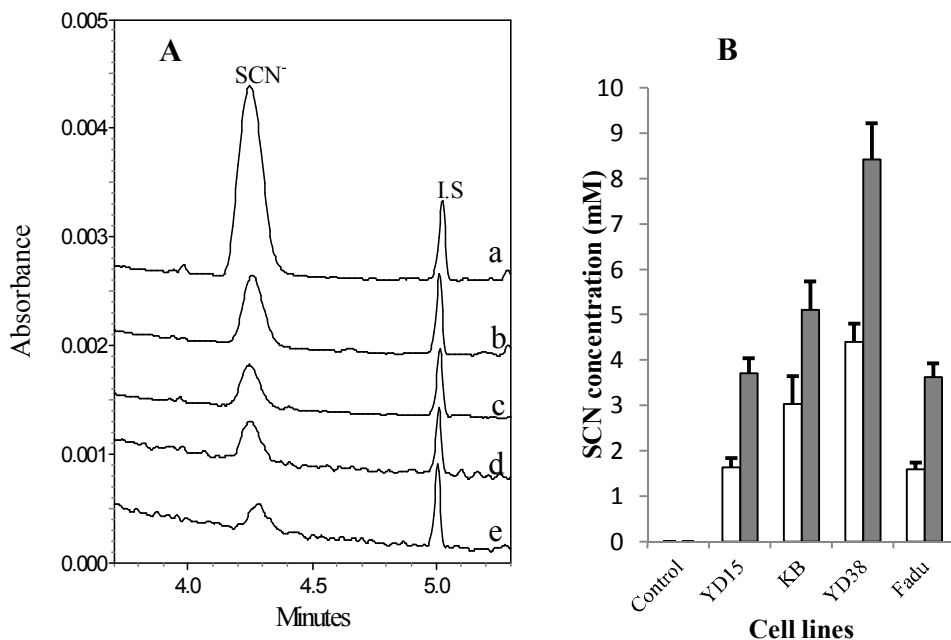 A
SCN⁻
I.S
a
b
c
d
e
0.005
0.004
0.003
0.002
0.001
0.000
4.0 4.5 5.0
Absorbance
Minutes
B
10
9
8
7
6
5
4
3
2
1
0
SCN concentration (mM)
Control YD15 KB YD38 Fadu
Cell lines